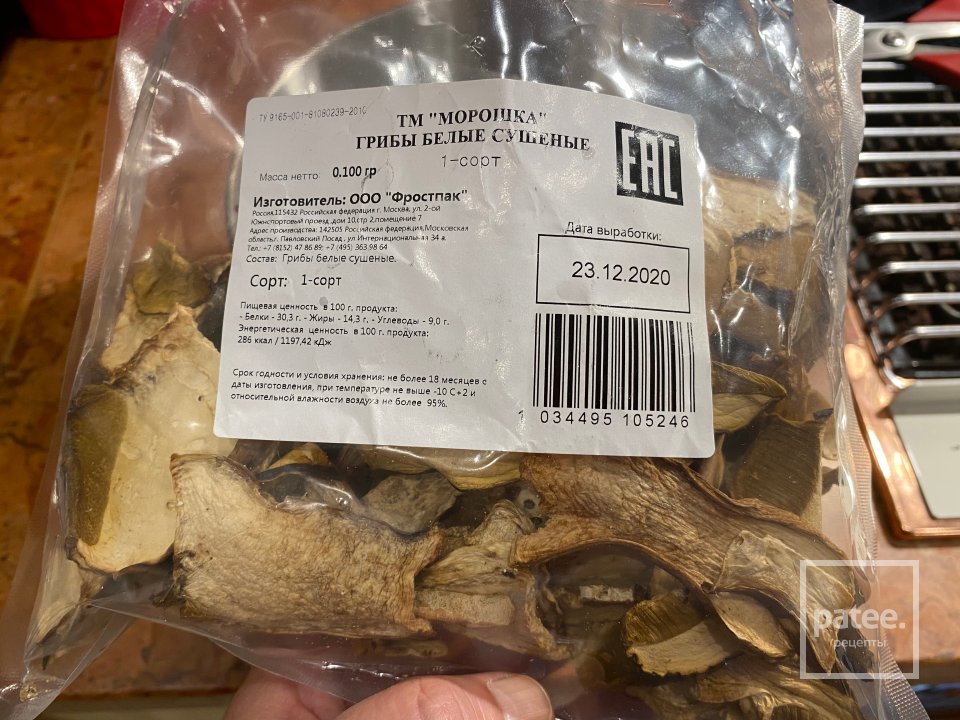 ТУ 9165-001-81080239-2010
ТМ "МОРОШКА"
ГРИБЫ БЕЛЫЕ СУШЕНЫЕ
1-сорт
EAC
Масса нетто 0.100 гр
Изготовитель: ООО "Фростпак"
Россия,115432 Российская федерация г. Москва, ул. 2-ой
Южнопортовый проезд ,дом 10,стр 2,помещение 7
Адрес производства: 142505 Российская федерация,Московская
область,г. Павловский Посад , ул Интернациональная 34 а.
Тел.: +7 (8152) 47 86 89; +7 (495) 363 98 64
Состав: Грибы белые сушеные.
Сорт: 1-сорт
Дата выработки:
23.12.2020
Пищевая ценность в 100 г. продукта:
- Белки - 30,3 г. - Жиры - 14,3 г. - Углеводы - 9,0 г.
Энергетическая ценность в 100 г. продукта:
286 ккал / 1197,42 кДж
Срок годности и условия хранения: не более 18 месяцев с
даты изготовления, при температуре не выше -10 С+2 и
относительной влажности воздуха не более 95%.
1 034495 105246
patee.
рецепты